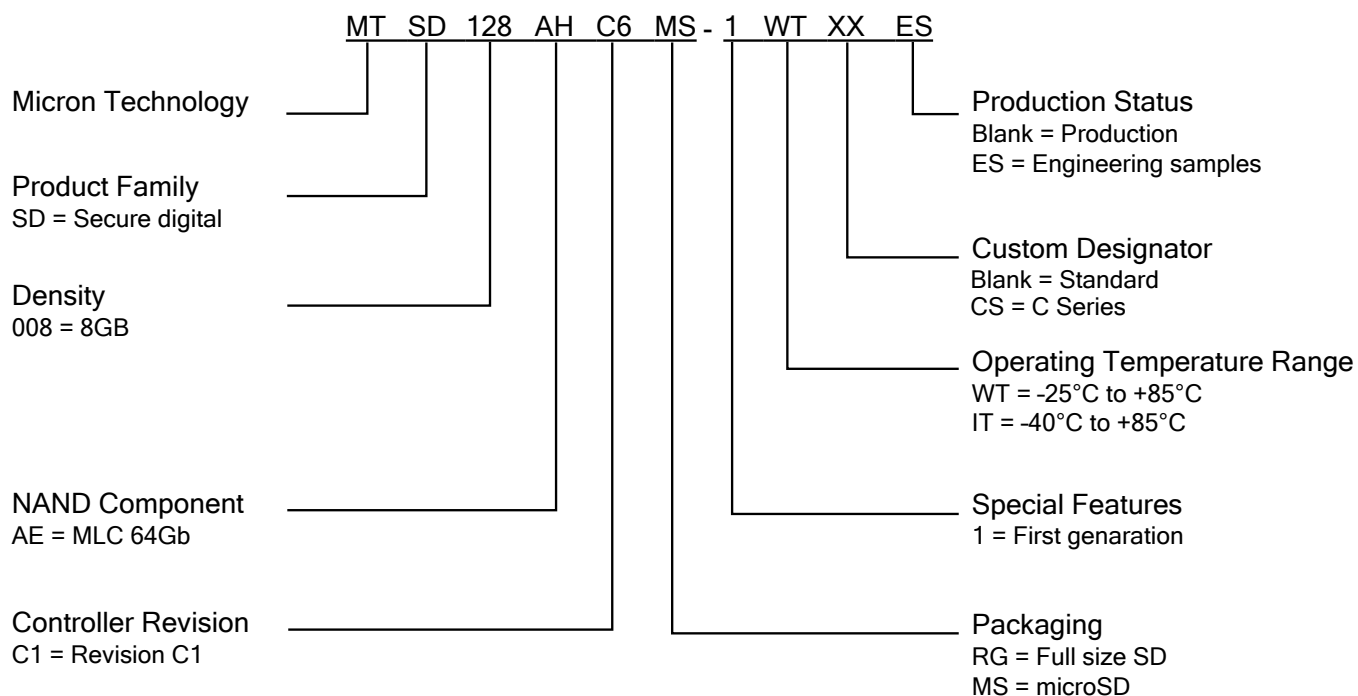 MT SD 128 AH C6 MS - 1 WT XX ES
Micron Technology
Product Family
SD = Secure digital
Density
008 = 8GB
NAND Component
AE = MLC 64Gb
Controller Revision
C1 = Revision C1
Production Status
Blank = Production
ES = Engineering samples
Custom Designator
Blank = Standard
CS = C Series
Operating Temperature Range
WT = –25°C to +85°C
IT = –40°C to +85°C
Special Features
1 = First genaration
Packaging
RG = Full size SD
MS = microSD